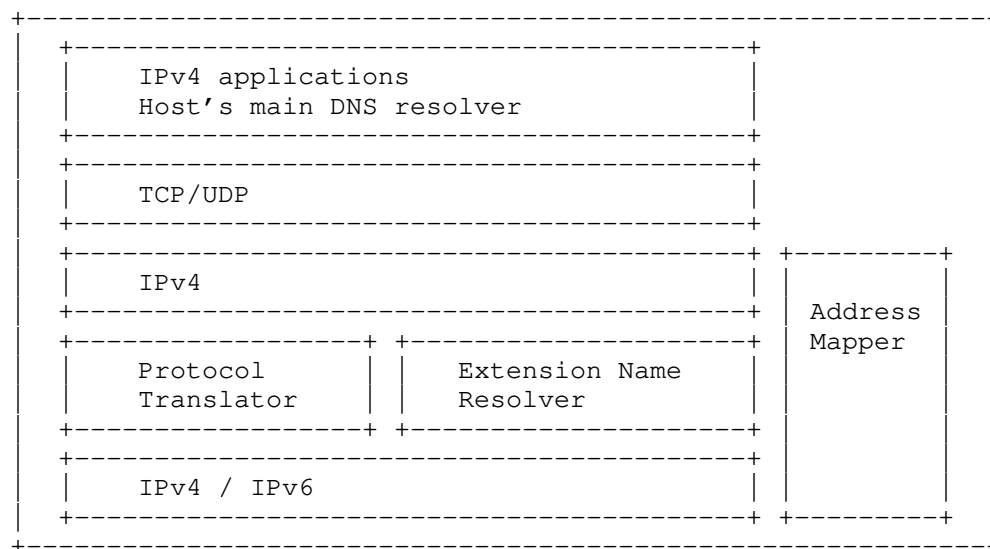 IPv4 applications
Host's main DNS resolver
TCP/UDP
IPv4
Address
Mapper
Protocol
Translator
Extension Name
Resolver
IPv4 / IPv6